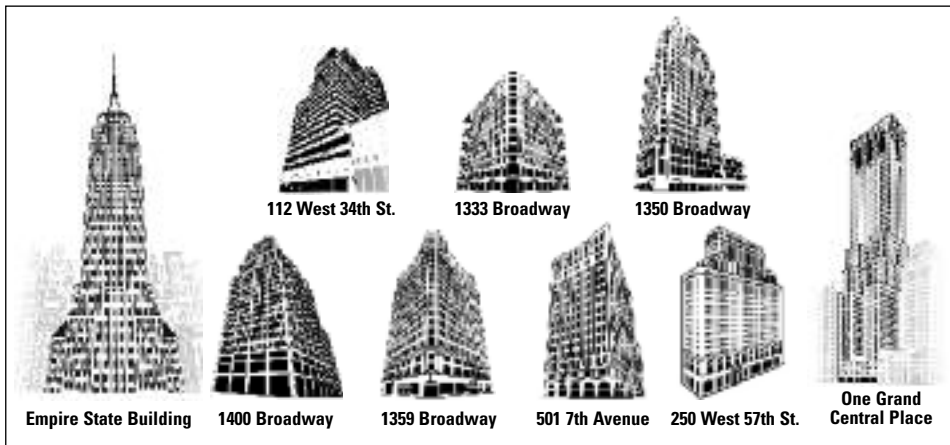 112 West 34th St.
1333 Broadway
1350 Broadway
Empire State Building
1400 Broadway
1359 Broadway
501 7th Avenue
250 West 57th St.
One Grand
Central Place